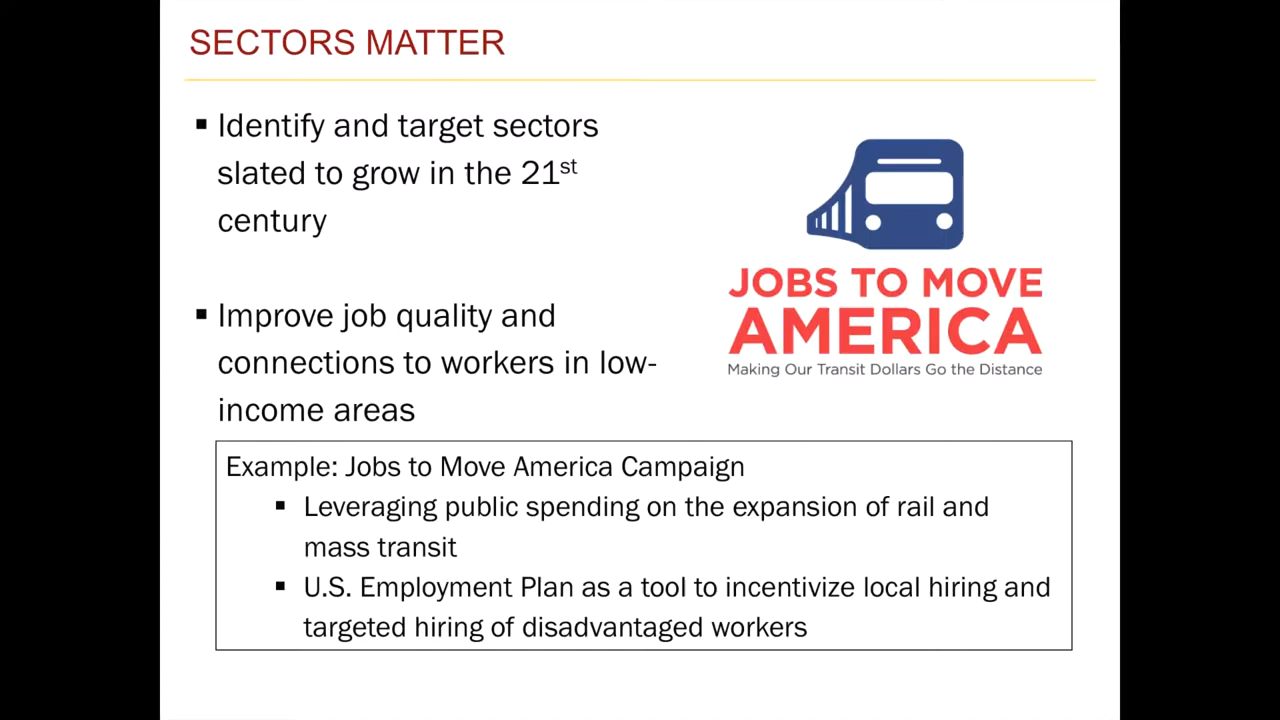 SECTORS MATTER
▪ Identify and target sectors
slated to grow in the 21st
century
▪ Improve job quality and
connections to workers in low-
income areas
JOBS TO MOVE
AMERICA
Making Our Transit Dollars Go the Distance
Example: Jobs to Move America Campaign
▪ Leveraging public spending on the expansion of rail and
mass transit
▪ U.S. Employment Plan as a tool to incentivize local hiring and
targeted hiring of disadvantaged workers